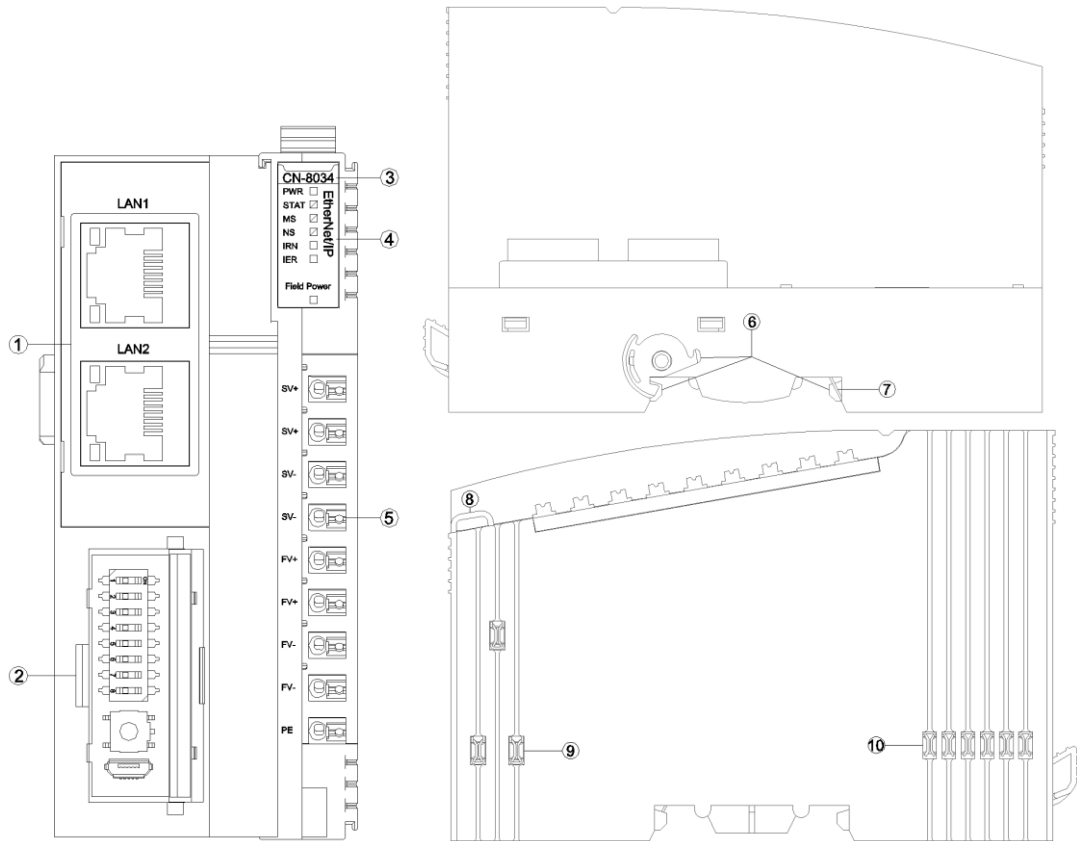 LAN1
LAN2
CN-8034
PWR
STAT
MS
NS
IRN
IER
EtherNet/IP
Field Power
SV+
SV+
SV-
SV-
FV+
FV+
FV-
FV-
PE
1
2
3
4
5
6
7
8
9
10